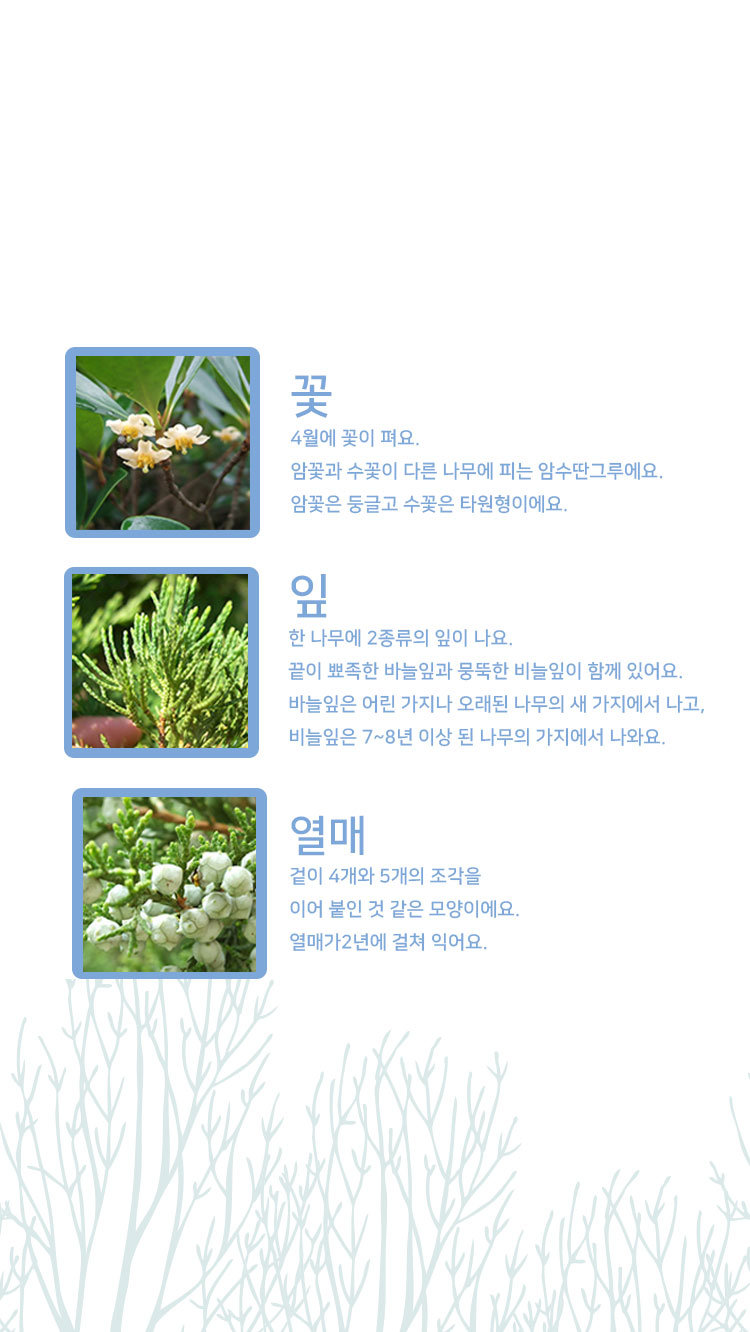 꽃
4월에 꽃이 펴요.
암꽃과 수꽃이 다른 나무에 피는 암수딴그루에요.
암꽃은 둥글고 수꽃은 타원형이에요.
잎
한 나무에 2종류의 잎이 나요.
끝이 뾰족한 바늘잎과 뭉뚝한 비늘잎이 함께 있어요.
바늘잎은 어린 가지나 오래된 나무의 새 가지에서 나고,
비늘잎은 7~8년 이상 된 나무의 가지에서 나와요.
열매
겉이 4개와 5개의 조각을
이어 붙인 것 같은 모양이에요.
열매가2년에 걸쳐 익어요.